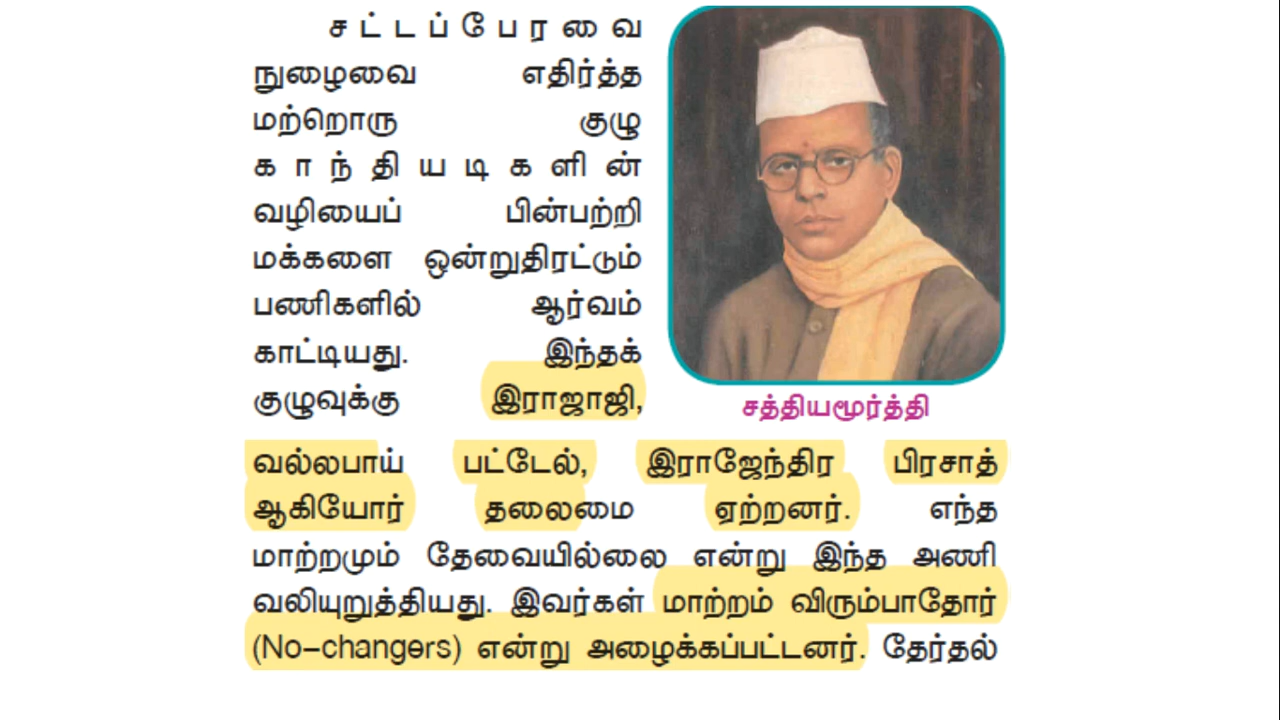 சட்டப்பேரவை
நுழைவை எதிர்த்த
மற்றொரு குழு
காந்தியடிகளின்
வழியைப் பின்பற்றி
மக்களை ஒன்றுதிரட்டும்
பணிகளில் ஆர்வம்
காட்டியது. இந்தக்
குழுவுக்கு இராஜாஜி,
சத்தியமூர்த்தி
வல்லபாய் பட்டேல், இராஜேந்திர பிரசாத்
ஆகியோர் தலைமை ஏற்றனர். எந்த
மாற்றமும் தேவையில்லை என்று இந்த அணி
வலியுறுத்தியது. இவர்கள் மாற்றம் விரும்பாதோர்
(No–changers) என்று அழைக்கப்பட்டனர். தேர்தல்